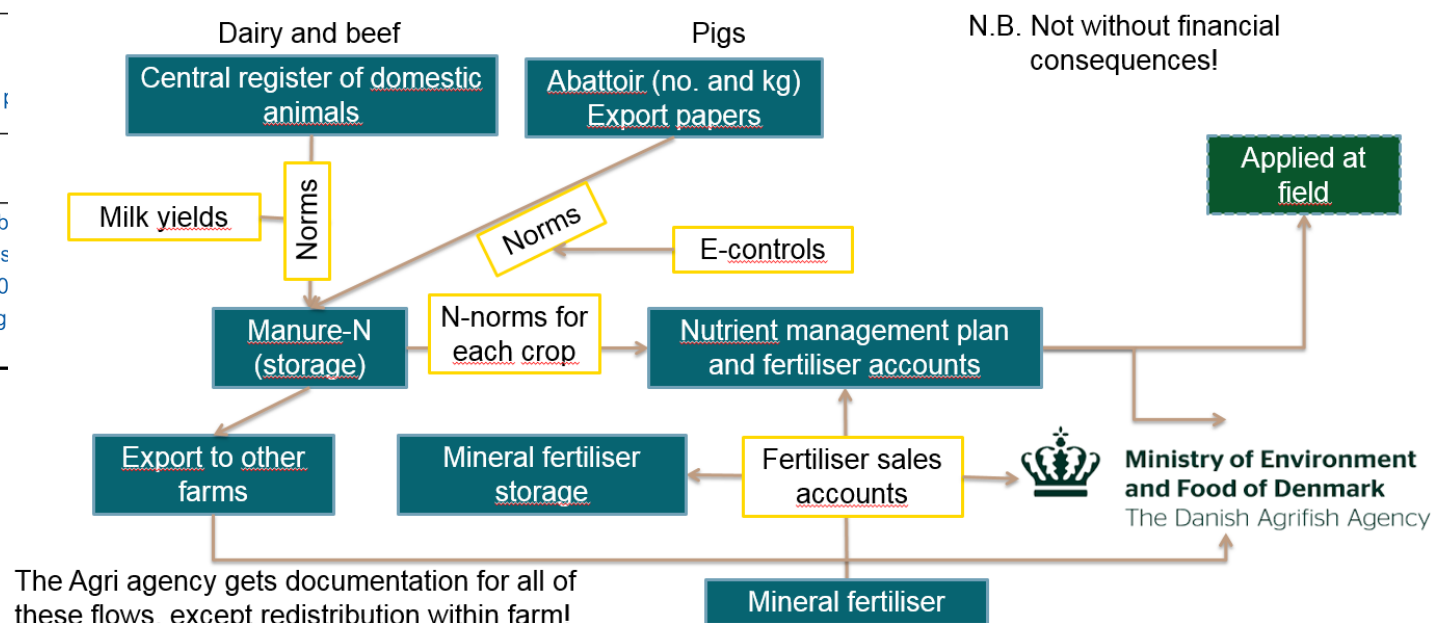 Dairy and beef
Pigs
N.B. Not without financial
consequences!
Central register of domestic
animals
Abattoir (no. and kg)
Export papers
Applied at
field
Milk yields
Norms
Norms
E-controls
Manure-N
(storage)
N-norms for
each crop
Nutrient management plan
and fertiliser accounts
Export to other
farms
Mineral fertiliser
storage
Fertiliser sales
accounts
Ministry of Environment
and Food of Denmark
The Danish Agrifish Agency
The Agri agency gets documentation for all of
these flows, except redistribution within farm!
Mineral fertiliser